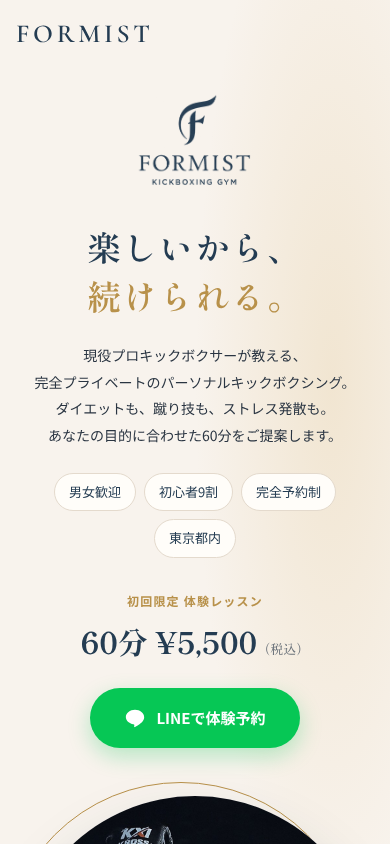 FORMIST
F
FORMIST
KICKBOXING GYM
楽しいから、
続けられる。
現役プロキックボクサーが教える、
完全プライベートのパーソナルキックボクシング。
ダイエットも、蹴り技も、ストレス発散も。
あなたの目的に合わせた60分をご提案します。
男女歓迎 初心者9割 完全予約制
東京都内
初回限定 体験レッスン
60分 ¥5,500 (税込)
LINEで体験予約